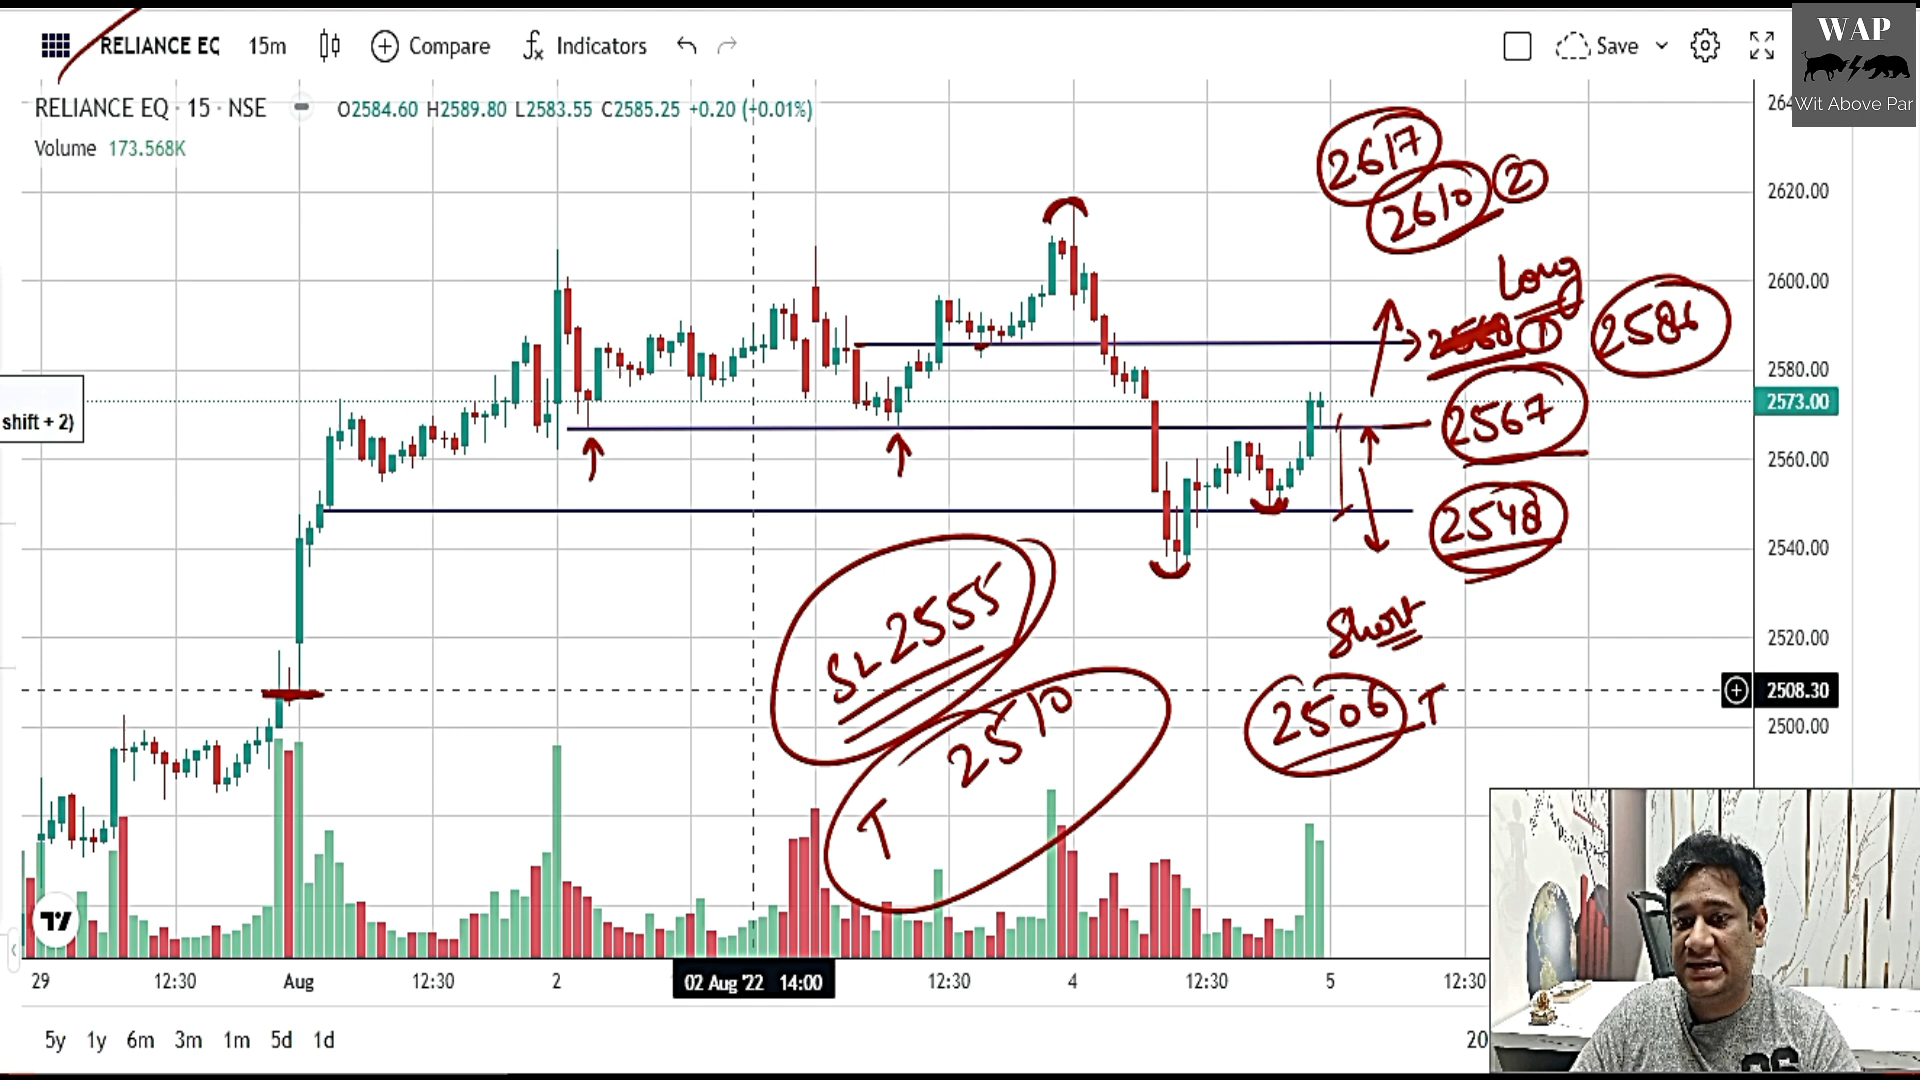 RELIANCE EQ 15m Compare Indicators Save
WAP
Wit Above Par
RELIANCE EQ · 15 · NSE O2584.60 H2589.80 L2583.55 C2585.25 +0.20 (+0.01%)
Volume 173.568K
2617
2610 2
2620.00
Long
2600.00
2586
1
2580.00
2573.00
shift + 2)
2567
2560.00
2548
2540.00
SL 2555
Short
2520.00
2508.30
2506 T
2510
2500.00
T
29 12:30 Aug 12:30 2 02 Aug '22 14:00 12:30 4 12:30 5 12:30
5y 1y 6m 3m 1m 5d 1d
20